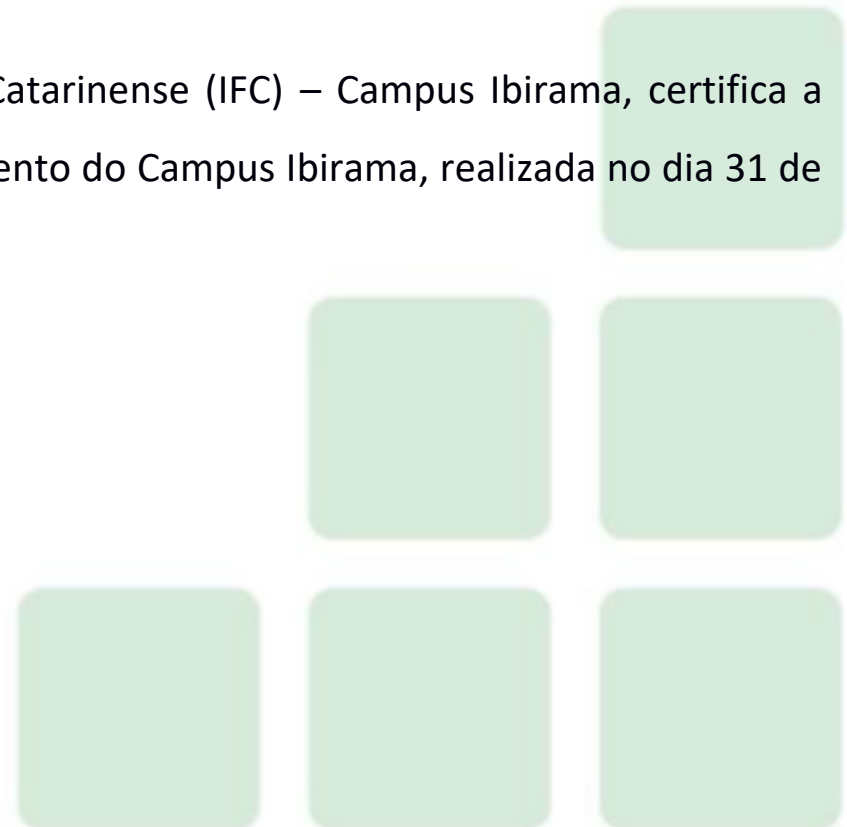 Catarinense (IFC) – Campus Ibirama, certifica a
ento do Campus Ibirama, realizada no dia 31 de